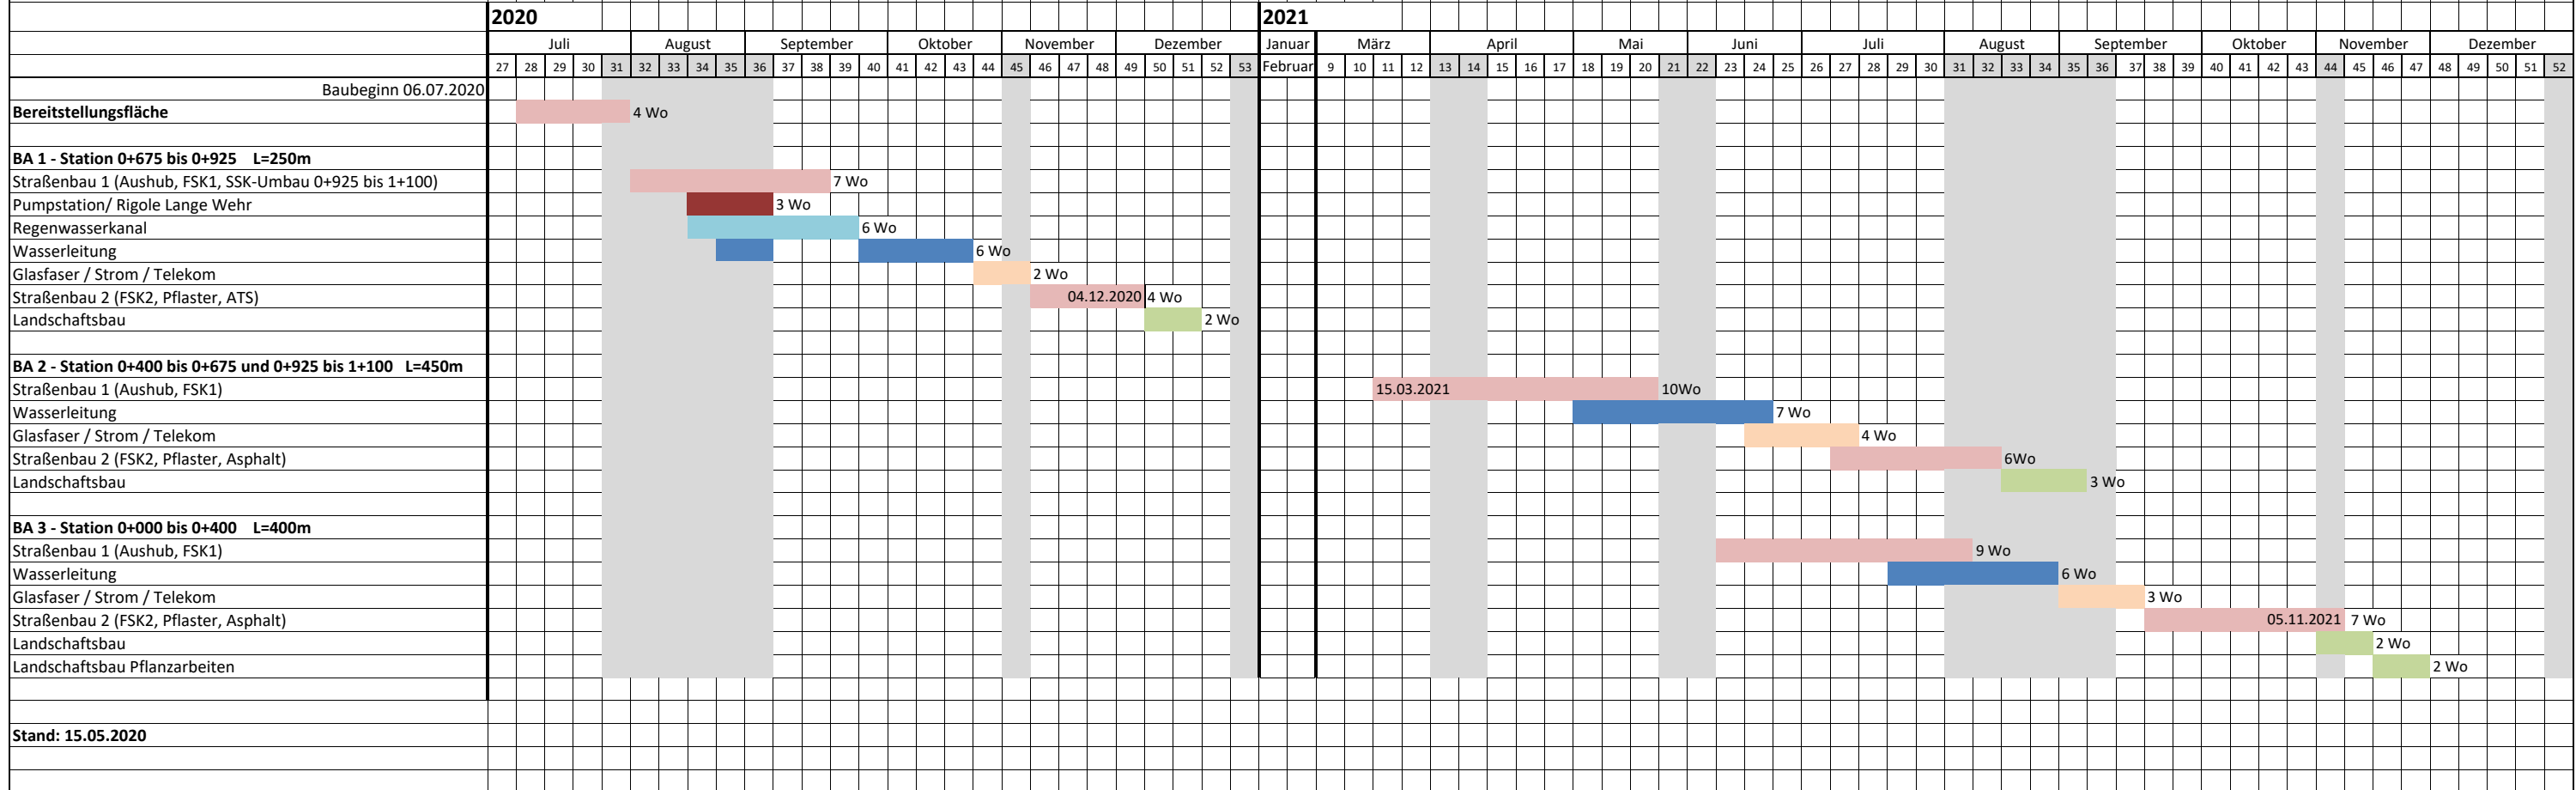 2020 2021
Juli August September Oktober November Dezember Januar März April Mai Juni Juli August September Oktober November Dezember
27 28 29 30 31 32 33 34 35 36 37 38 39 40 41 42 43 44 45 46 47 48 49 50 51 52 53 Februar 9 10 11 12 13 14 15 16 17 18 19 20 21 22 23 24 25 26 27 28 29 30 31 32 33 34 35 36 37 38 39 40 41 42 43 44 45 46 47 48 49 50 51 52
Baubeginn 06.07.2020
Bereitstellungsfläche 4 Wo
BA 1 - Station 0+675 bis 0+925 L=250m
Straßenbau 1 (Aushub, FSK1, SSK-Umbau 0+925 bis 1+100) 7 Wo
Pumpstation/ Rigole Lange Wehr 3 Wo
Regenwasserkanal 6 Wo
Wasserleitung 6 Wo
Glasfaser / Strom / Telekom 2 Wo
Straßenbau 2 (FSK2, Pflaster, ATS) 04.12.2020 4 Wo
Landschaftsbau 2 Wo
BA 2 - Station 0+400 bis 0+675 und 0+925 bis 1+100 L=450m
Straßenbau 1 (Aushub, FSK1) 15.03.2021 10Wo
Wasserleitung 7 Wo
Glasfaser / Strom / Telekom 4 Wo
Straßenbau 2 (FSK2, Pflaster, Asphalt) 6Wo
Landschaftsbau 3 Wo
BA 3 - Station 0+000 bis 0+400 L=400m
Straßenbau 1 (Aushub, FSK1) 9 Wo
Wasserleitung 6 Wo
Glasfaser / Strom / Telekom 3 Wo
Straßenbau 2 (FSK2, Pflaster, Asphalt) 05.11.2021 7 Wo
Landschaftsbau 2 Wo
Landschaftsbau Pflanzarbeiten 2 Wo
Stand: 15.05.2020